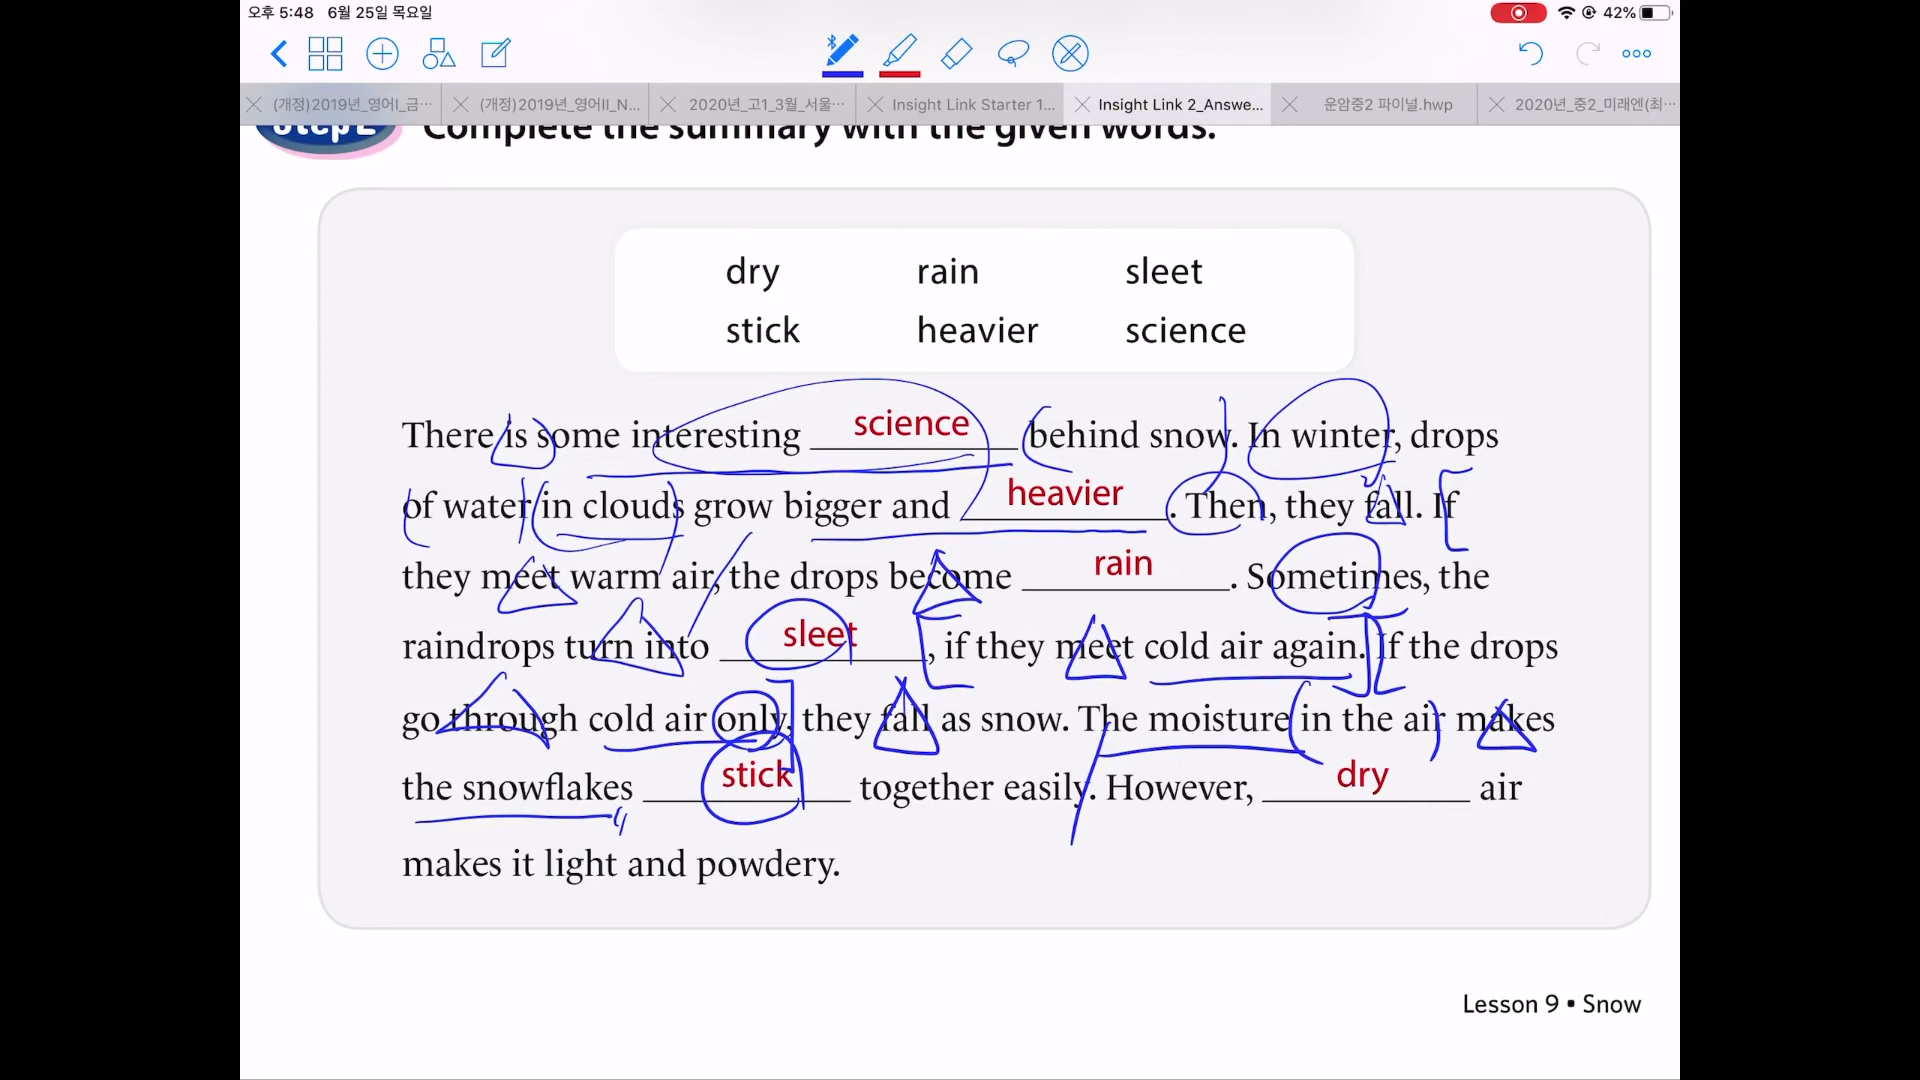 오후 5:48 6월 25일 목요일
42%
(개정)2019년_영어I_금...
(개정)2019년_영어II_N...
2020년_고1_3월_서울...
Insight Link Starter 1...
Insight Link 2_Answe...
운암중2 파이널.hwp
2020년_중2_미래엔(최...
Step 2 Complete the summary with the given words.
dry rain sleet
stick heavier science
There is some interesting science behind snow. In winter, drops
of water in clouds grow bigger and heavier. Then, they fall. If
they meet warm air, the drops become rain. Sometimes, the
raindrops turn into sleet, if they meet cold air again. If the drops
go through cold air only, they fall as snow. The moisture in the air makes
the snowflakes stick together easily. However, dry air
makes it light and powdery.
Lesson 9 • Snow